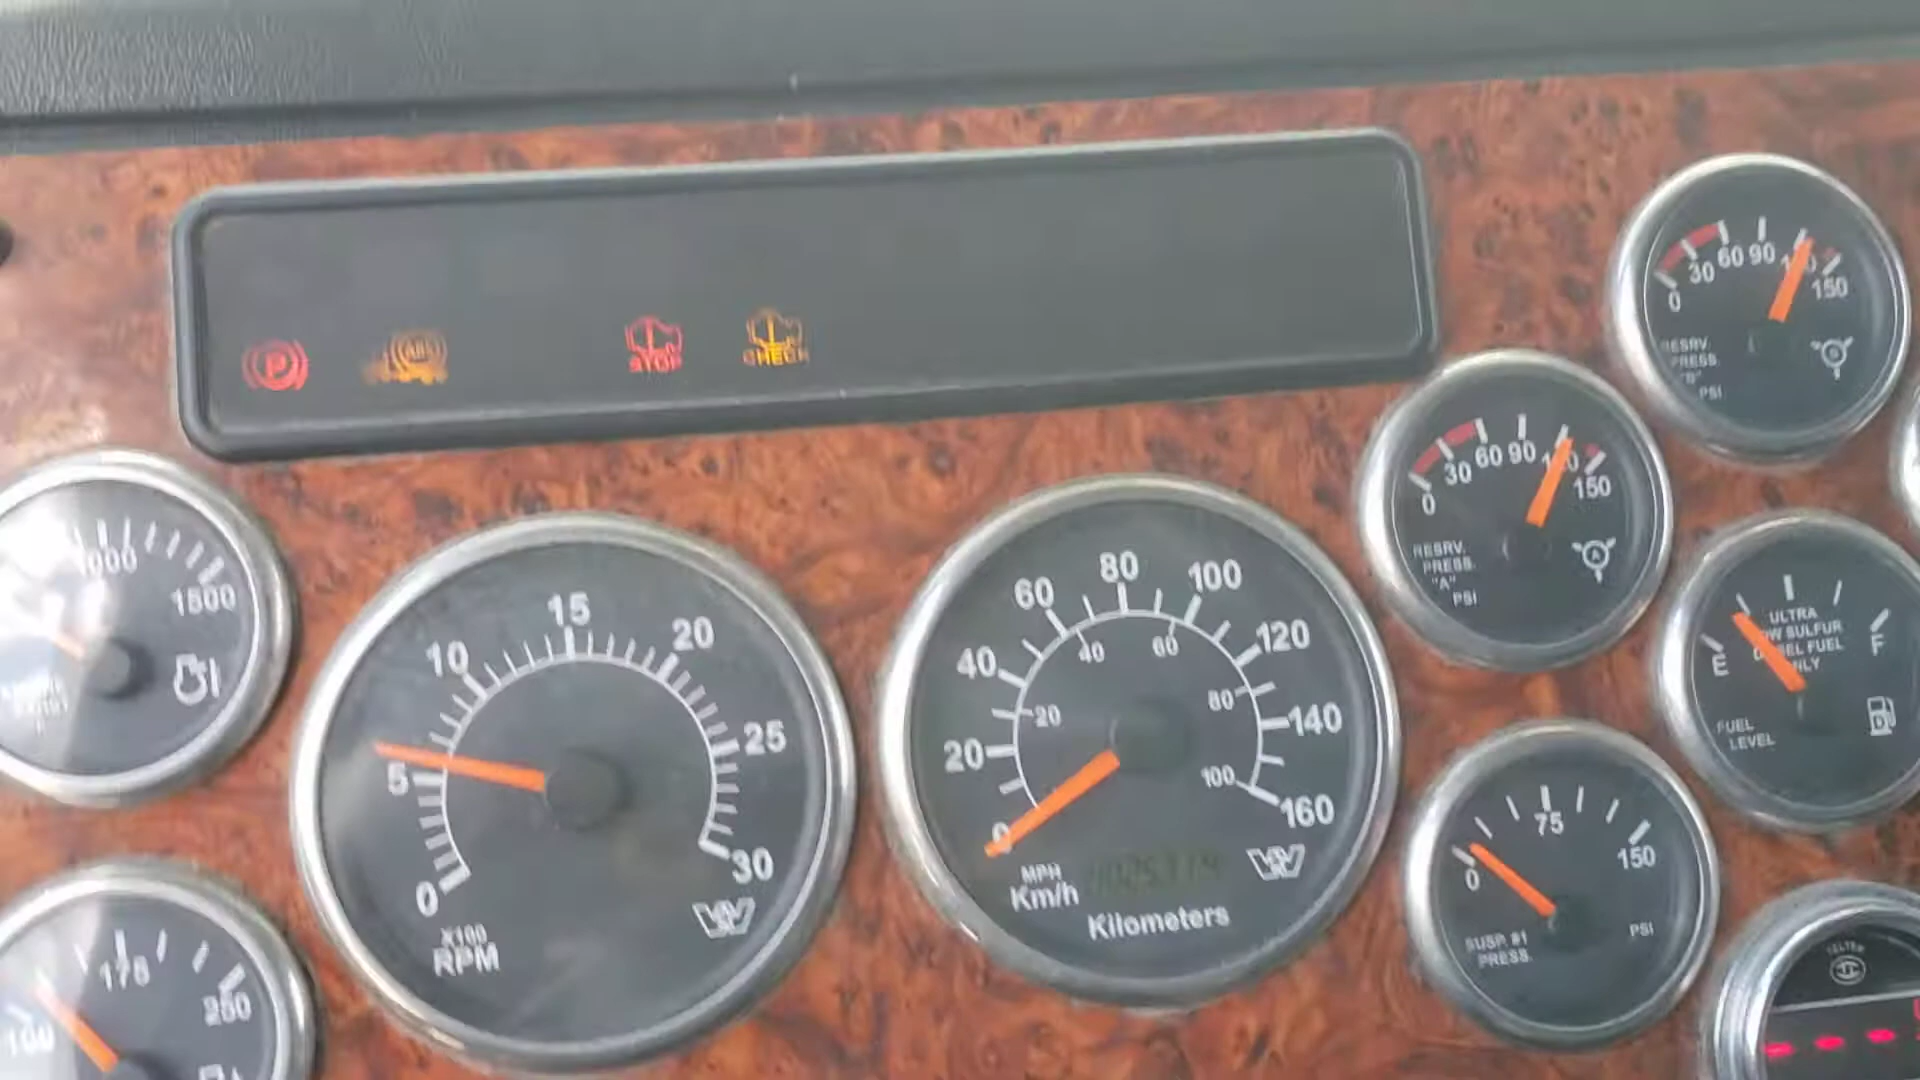 P
ABS
STOP
CHECK
30 60 90
0 150
RESRV.
PRESS.
"B"
PSI
B
30 60 90 120
0 150
RESRV.
PRESS.
"A"
PSI
A
1000
1500
0 5 10 15 20 25 30
X100
RPM
0 20 40 60 80 100 120 140 160
20 40 60 80 100
MPH
Km/h
Kilometers
ULTRA
LOW SULFUR
DIESEL FUEL
ONLY
E F
FUEL
LEVEL
D
75
0 150
SUSP. #1
PRESS.
PSI
100 175 250